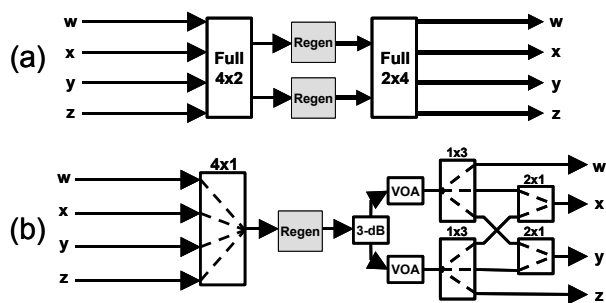 (a)
w
x
y
z
Full
4x2
Regen
Regen
Full
2x4
w
x
y
z
(b)
w
x
y
z
4x1
Regen
3-dB
VOA
VOA
1x3
1x3
2x1
2x1
w
x
y
z